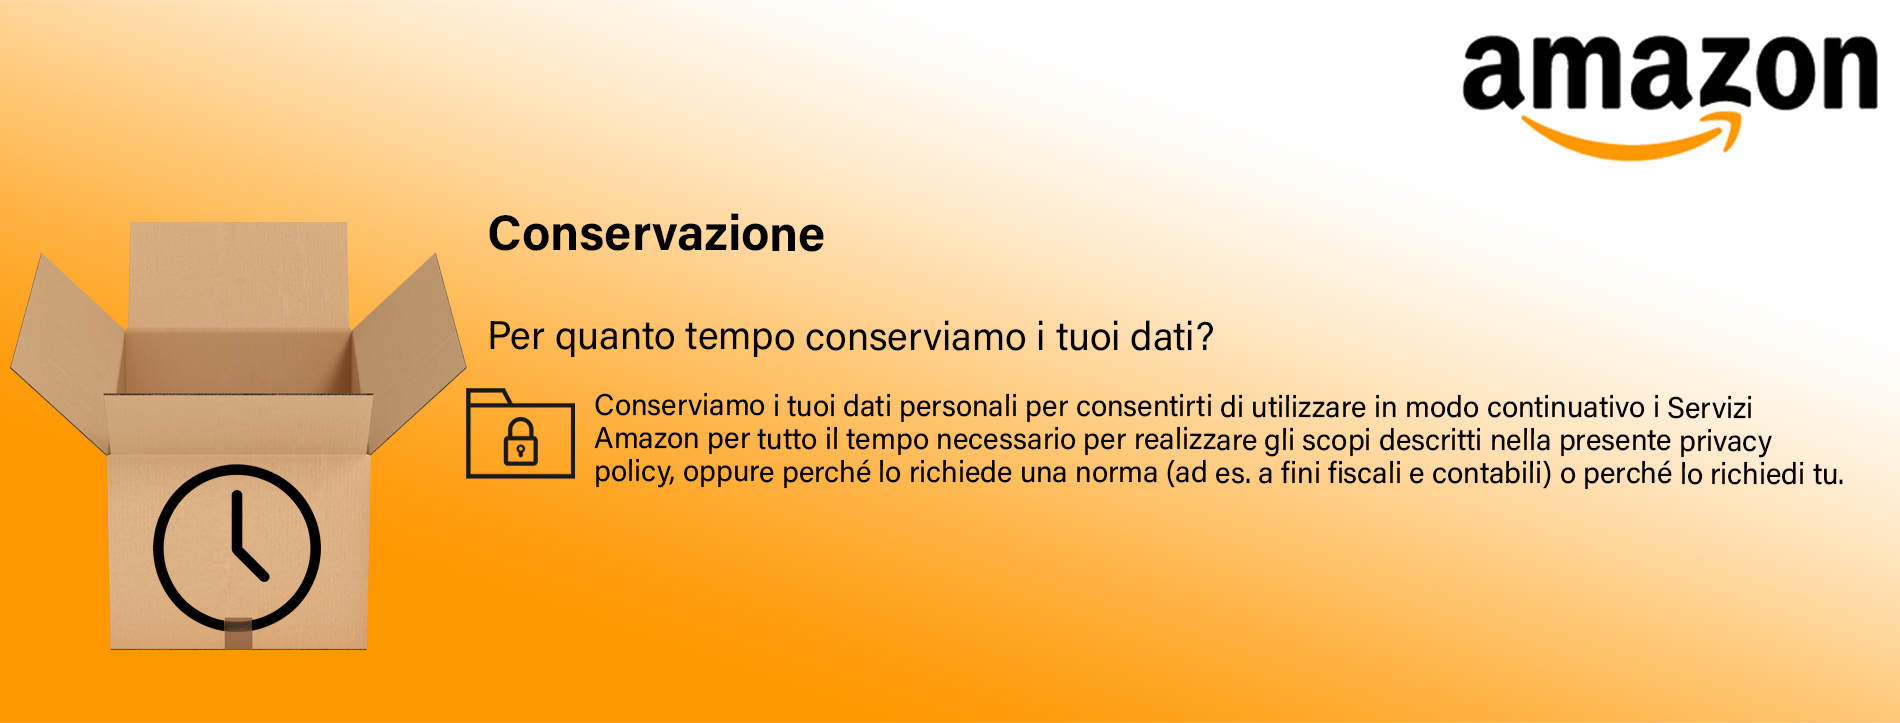 amazon
Conservazione
Per quanto tempo conserviamo i tuoi dati?
Conserviamo i tuoi dati personali per consentirti di utilizzare in modo continuativo i Servizi
Amazon per tutto il tempo necessario per realizzare gli scopi descritti nella presente privacy
policy, oppure perché lo richiede una norma (ad es. a fini fiscali e contabili) o perché lo richiedi tu.